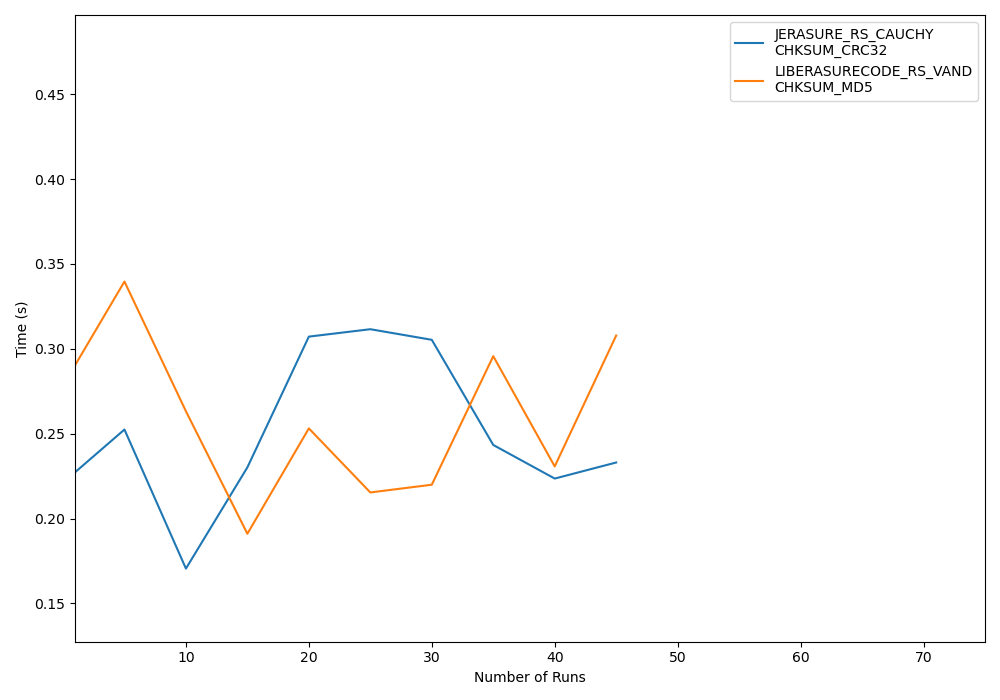 JERASURE_RS_CAUCHY
CHKSUM_CRC32
LIBERASURECODE_RS_VAND
CHKSUM_MD5
0.45
0.40
0.35
0.30
0.25
0.20
0.15
Time (s)
10 20 30 40 50 60 70
Number of Runs